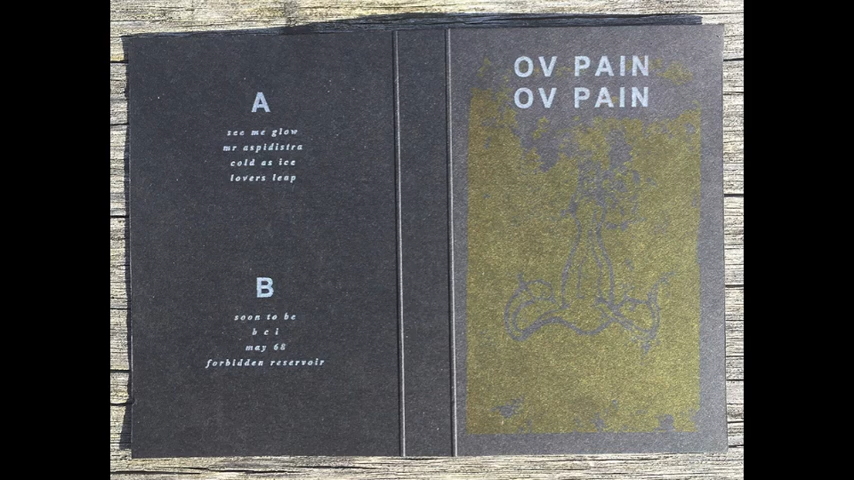 A
see me glow
mr aspidistra
cold as ice
lovers leap
B
soon to be
b c i
may 68
forbidden reservoir
OV PAIN
OV PAIN